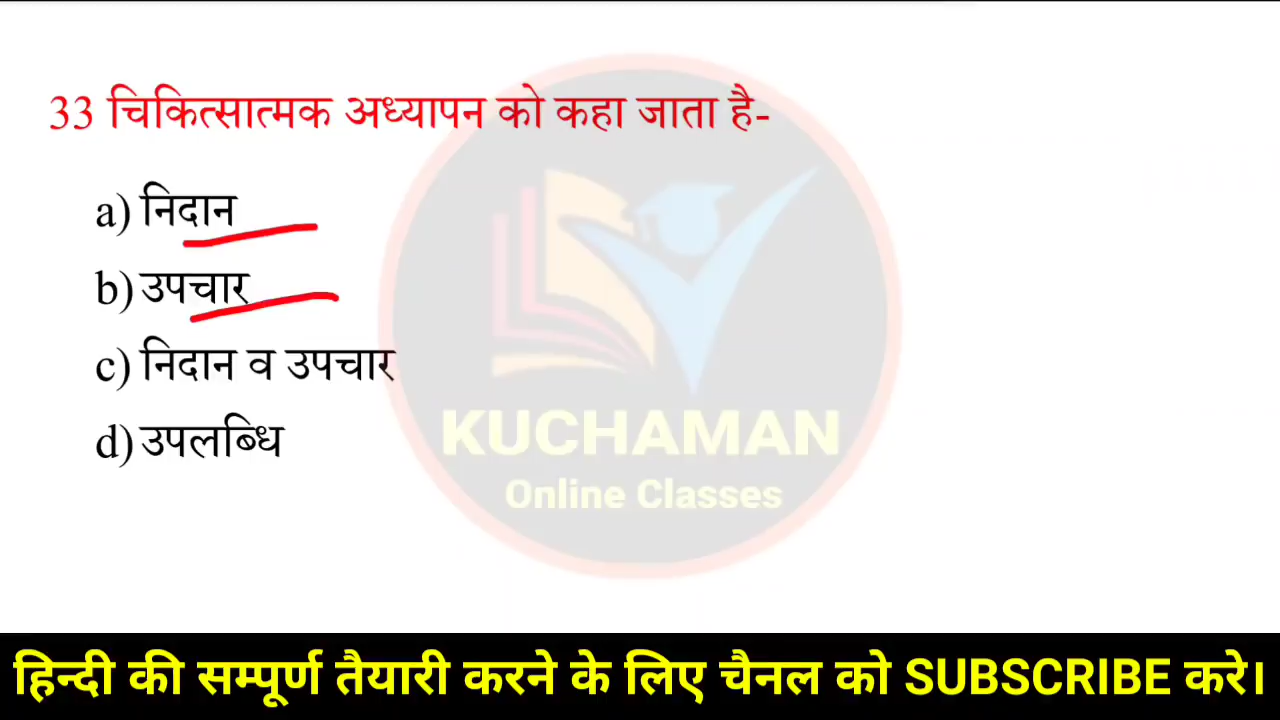 33 चिकित्सात्मक अध्यापन को कहा जाता है-
a) निदान
b) उपचार
c) निदान व उपचार
d) उपलब्धि
KUCHAMAN
Online Classes
हिन्दी की सम्पूर्ण तैयारी करने के लिए चैनल को SUBSCRIBE करे।